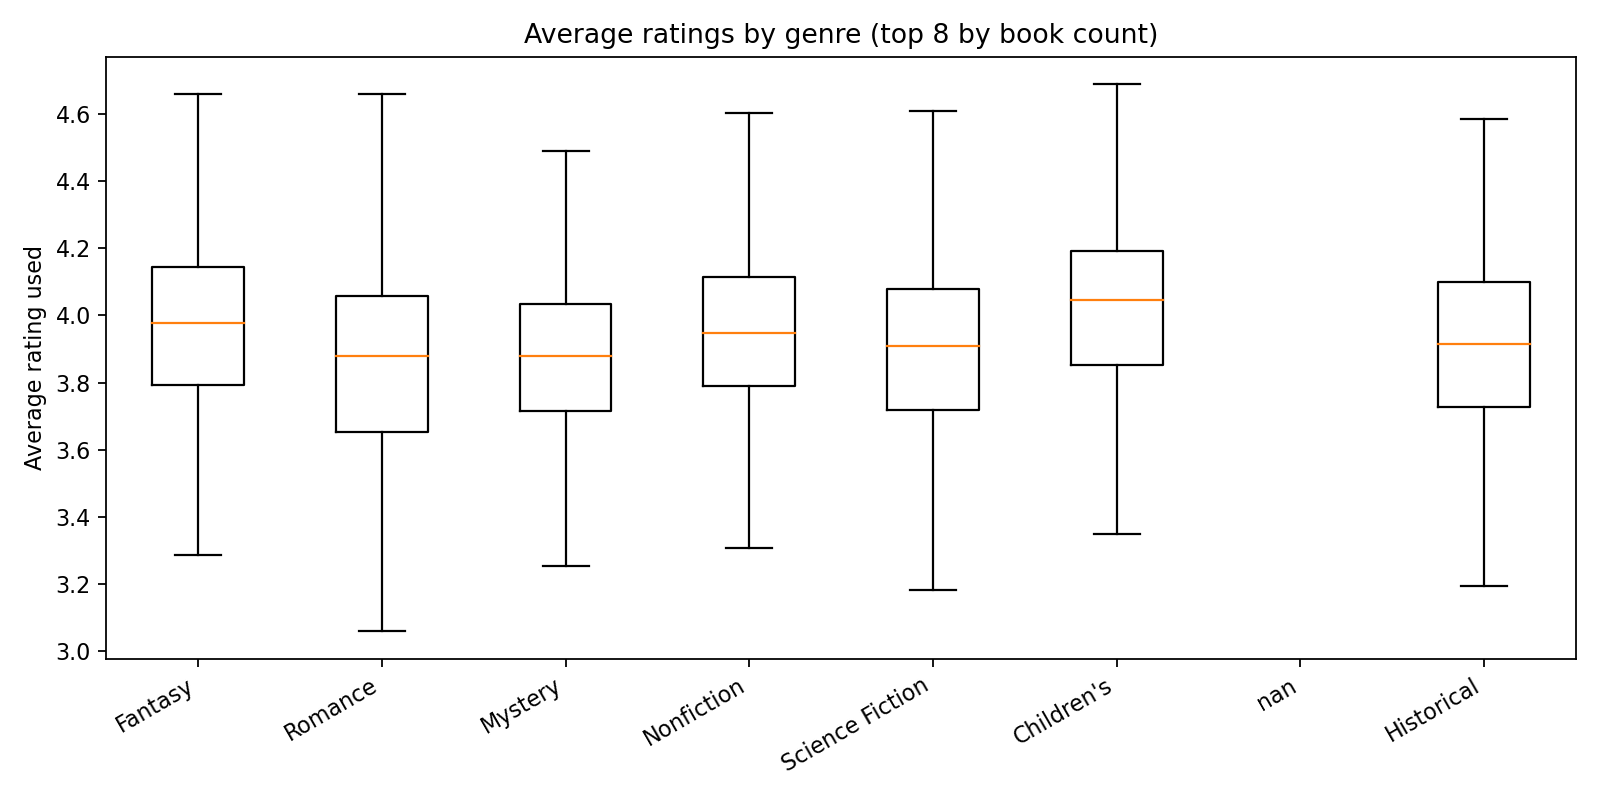 Average ratings by genre (top 8 by book count)
Average rating used
4.6
4.4
4.2
4.0
3.8
3.6
3.4
3.2
3.0
Fantasy
Romance
Mystery
Nonfiction
Science Fiction
Children's
nan
Historical